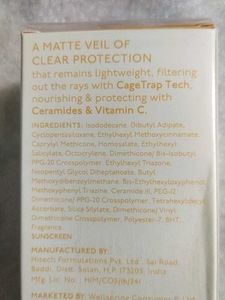 A MATTE VEIL OF
CLEAR PROTECTION
that remains lightweight, filtering
out the rays with CageTrap Tech,
nourishing & protecting with
Ceramides & Vitamin C.
INGREDIENTS: Isododecane, Dibutyl Adipate,
Cyclopentasiloxane, Ethylhexyl Methoxycinnamate,
Caprylyl Methicone, Homosalate, Ethylhexyl
Salicylate, Octocrylene, Dimethicone/ Bis-Isobutyl
PPG-20 Crosspolymer, Ethylhexyl Triazone,
Neopentyl Glycol Diheptanoate, Butyl
Methoxydibenzoylmethane, Bis-Ethylhexyloxyphenol
Methoxyphenyl Triazine, Ceramide III, PEG-12
Dimethicone/ PPG-20 Crosspolymer, Tetrahexyldecyl
Ascorbate, Silica Silylate, Dimethicone/ Vinyl
Dimethicone Crosspolymer, Polyester-7, BHT,
Fragrance.
SUNSCREEN
MANUFACTURED BY:
Hitech Formulations Pvt. Ltd., Sai Road,
Baddi, Distt. Solan, H.P 173205, India
Mfg. Lic. No.: HIM/COS/16/241
MARKETED BY: